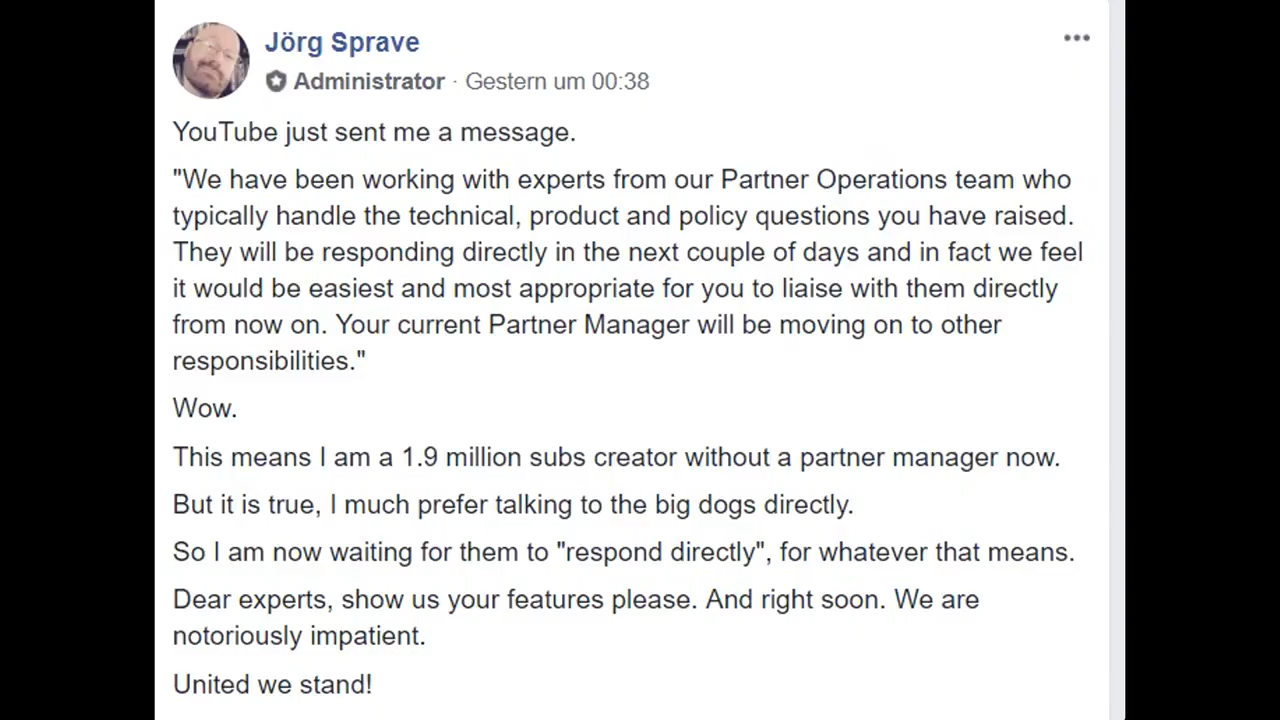 Jörg Sprave
Administrator · Gestern um 00:38
YouTube just sent me a message.
"We have been working with experts from our Partner Operations team who
typically handle the technical, product and policy questions you have raised.
They will be responding directly in the next couple of days and in fact we feel
it would be easiest and most appropriate for you to liaise with them directly
from now on. Your current Partner Manager will be moving on to other
responsibilities."
Wow.
This means I am a 1.9 million subs creator without a partner manager now.
But it is true, I much prefer talking to the big dogs directly.
So I am now waiting for them to "respond directly", for whatever that means.
Dear experts, show us your features please. And right soon. We are
notoriously impatient.
United we stand!